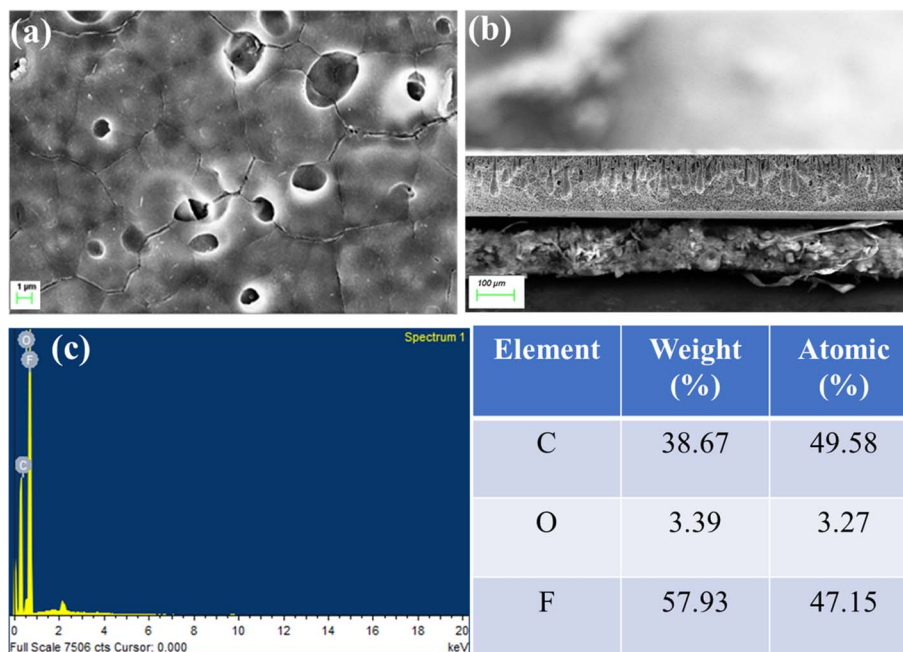 (a)
1 µm
(b)
100 µm
(c)
Spectrum 1
O
F
C
0 2 4 6 8 10 12 14 16 18 20
Full Scale 7506 cts Cursor: 0.000 keV
Element Weight (%) Atomic (%)
C 38.67 49.58
O 3.39 3.27
F 57.93 47.15